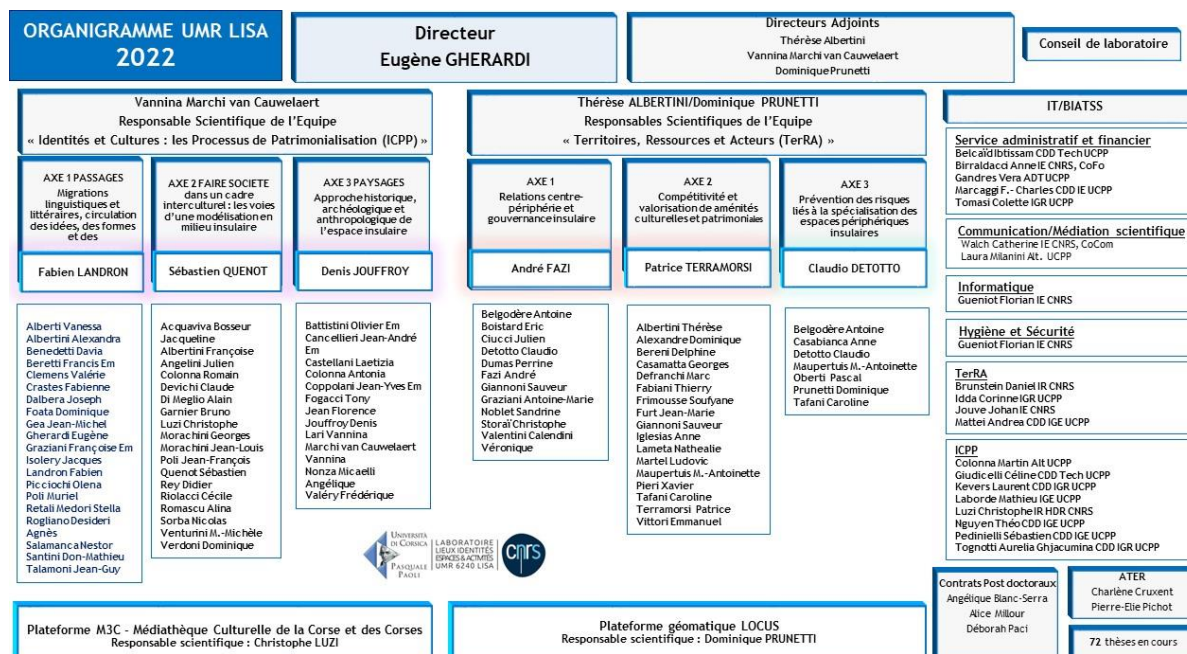 ORGANIGRAMME UMR LISA
2022
Directeur
Eugène GHERARDI
Directeurs Adjoints
Thérèse Albertini
Vannina Marchi van Cauwelaert
Dominique Prunetti
Conseil de laboratoire
Vannina Marchi van Cauwelaert
Responsable Scientifique de l'Equipe
« Identités et Cultures : les Processus de Patrimonialisation (ICPP) »
AXE 1 PASSAGES
Migrations
linguistiques et
littéraires, circulation
des idées, des formes
et des
Fabien LANDRON
Alberti Vanessa
Albertini Alexandra
Benedetti Davia
Beretti Francis Em
Clemens Valérie
Crastes Fabienne
Dalbera Joseph
Foata Dominique
Gea Jean-Michel
Gherardi Eugène
Graziani Françoise Em
Isolery Jacques
Landron Fabien
Picciochi Olena
Poli Muriel
Retali Medori Stella
Rogliano Desideri
Agnès
Salamanca Nestor
Santini Don-Mathieu
Talamoni Jean-Guy
AXE 2 FAIRE SOCIETE
dans un cadre
interculturel : les voies
d'une modélisation en
milieu insulaire
Sébastien QUENOT
Acquaviva Bosseur
Jacqueline
Albertini Françoise
Angelini Julien
Colonna Romain
Devichi Claude
Di Meglio Alain
Garnier Bruno
Luzi Christophe
Morachini Georges
Morachini Jean-Louis
Poli Jean-François
Quenot Sébastien
Rey Didier
Riolacci Cécile
Romascu Alina
Sorba Nicolas
Venturini M.-Michèle
Verdoni Dominique
AXE 3 PAYSAGES
Approche historique,
archéologique et
anthropologique de
l'espace insulaire
Denis JOUFFROY
Battistini Olivier Em
Cancellieri Jean-André
Em
Castellani Laetizia
Colonna Antonia
Coppolani Jean-Yves Em
Fogacci Tony
Jean Florence
Jouffroy Denis
Lari Vannina
Marchi van Cauwelaert
Vannina
Nonza Micaelli
Angélique
Valéry Frédérique
Thérèse ALBERTINI/Dominique PRUNETTI
Responsables Scientifiques de l'Equipe
« Territoires, Ressources et Acteurs (TerRA) »
AXE 1
Relations centre-
périphérie et
gouvernance insulaire
André FAZI
Belgodère Antoine
Boistard Eric
Ciucci Julien
Detotto Claudio
Dumas Perrine
Fazi André
Giannoni Sauveur
Graziani Antoine-Marie
Noblet Sandrine
Storaï Christophe
Valentini Calendini
Véronique
AXE 2
Compétitivité et
valorisation de aménités
culturelles et patrimoniales
Patrice TERRAMORSI
Albertini Thérèse
Alexandre Dominique
Bereni Delphine
Casamatta Georges
Defranchi Marc
Fabiani Thierry
Frimousse Soufyane
Furt Jean-Marie
Giannoni Sauveur
Iglesias Anne
Lameta Nathealie
Martel Ludovic
Maupertuis M.-Antoinette
Pieri Xavier
Tafani Caroline
Terramorsi Patrice
Vittori Emmanuel
AXE 3
Prévention des risques
liés à la spécialisation des
espaces périphériques
insulaires
Claudio DETOTTO
Belgodère Antoine
Casabianca Anne
Detotto Claudio
Maupertuis M.-Antoinette
Oberti Pascal
Prunetti Dominique
Tafani Caroline
IT/BIATSS
Service administratif et financier
Belcaïd Ibtissam CDD Tech UCPP
Birraldacci Anne IE CNRS, CoFo
Gandres Vera ADT UCPP
Marcaggi F.- Charles CDD IE UCPP
Tomasi Colette IGR UCPP
Communication/Médiation scientifique
Walch Catherine IE CNRS, CoCom
Laura Milanini Alt. UCPP
Informatique
Gueniot Florian IE CNRS
Hygiène et Sécurité
Gueniot Florian IE CNRS
TerRA
Brunstein Daniel IR CNRS
Idda Corinne IGR UCPP
Jouve Johan IE CNRS
Mattei Andrea CDD IGE UCPP
ICPP
Colonna Martin Alt UCPP
Giudicelli Céline CDD Tech UCPP
Kevers Laurent CDD IGR UCPP
Laborde Mathieu IGE UCPP
Luzi Christophe IR HDR CNRS
Nguyen Théo CDD IGE UCPP
Pedinielli Sébastien CDD IGE UCPP
Tognotti Aurelia Ghjacumina CDD IGR UCPP
UNIVERSITÀ
DI CORSICA
PASQUALE
PAOLI
LABORATOIRE
LIEUX IDENTITÉS
ESPACES & ACTIVITÉS
UMR 6240 LISA
cnrs
Contrats Post doctoraux
Angélique Blanc-Serra
Alice Millour
Déborah Paci
ATER
Charlène Cruxent
Pierre-Elie Pichot
72 thèses en cours
Plateforme M3C - Médiathèque Culturelle de la Corse et des Corses
Responsable scientifique : Christophe LUZI
Plateforme géomatique LOCUS
Responsable scientifique : Dominique PRUNETTI